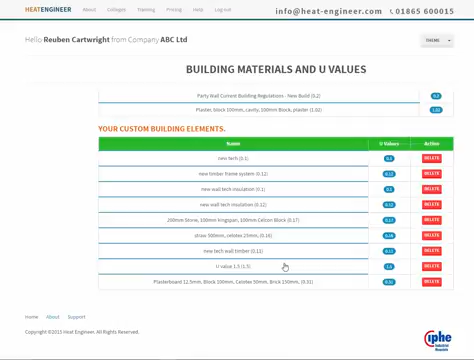 HEATENGINEER About Colleges Training Pricing Help Log out info@heat-engineer.com 01865 600015
Hello Reuben Cartwright from Company ABC Ltd THEME
BUILDING MATERIALS AND U VALUES
Party Wall Current Building Regulations - New Build (0.2) 0.2
Plaster, block 100mm, cavity, 100mm Block, plaster (1.02) 1.02
YOUR CUSTOM BUILDING ELEMENTS.
Name U Values Active
new tech (0.1) DELETE
new timber frame system (0.12) 0.12 DELETE
new wall tech insulation (0.1) 0.1 DELETE
new wall tech insulation (0.12) 0.12 DELETE
200mm Stone, 100mm Kingspan, 100mm Celcon Block (0.17) 0.17 DELETE
straw 500mm, celotex 25mm, (0.16) 0.16 DELETE
new tech wall timber (0.11) 0.11 DELETE
U value 1.5 (1.5) 1.5 DELETE
Plasterboard 12.5mm, Block 100mm, Celotex 50mm, Brick 150mm, (0.31) 0.31 DELETE
Home About Support
Copyright ©2015 Heat Engineer. All Rights Reserved.
ciphe
Industrial
Associate